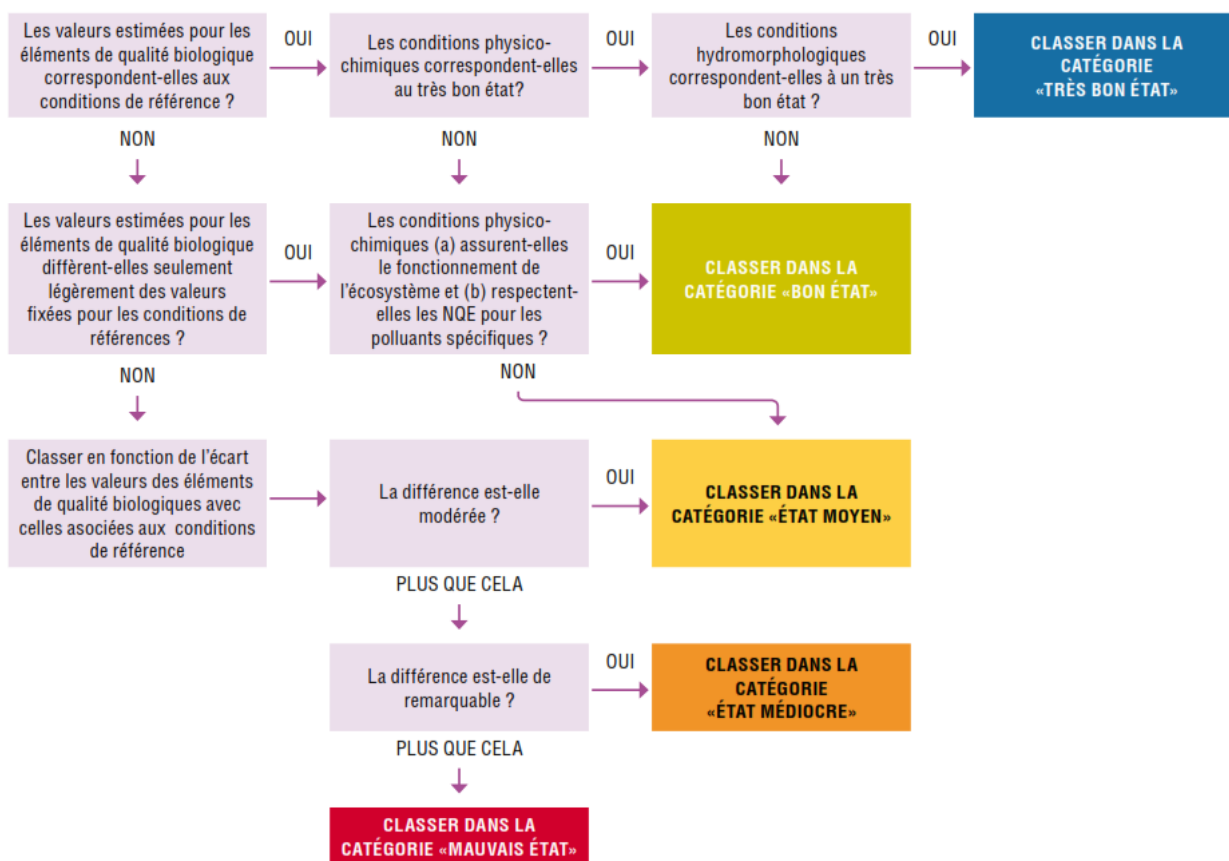 Les valeurs estimées pour les
éléments de qualité biologique
correspondent-elles aux
conditions de référence ?
OUI
Les conditions physico-
chimiques correspondent-elles
au très bon état?
OUI
Les conditions
hydromorphologiques
correspondent-elles à un très
bon état ?
OUI
CLASSER DANS LA
CATÉGORIE
«TRÈS BON ÉTAT»
NON
NON
NON
Les valeurs estimées pour les
éléments de qualité biologique
diffèrent-elles seulement
légèrement des valeurs
fixées pour les conditions de
références ?
OUI
Les conditions physico-
chimiques (a) assurent-elles
le fonctionnement de
l'écosystème et (b) respectent-
elles les NQE pour les
polluants spécifiques ?
OUI
CLASSER DANS LA
CATÉGORIE «BON ÉTAT»
NON
NON
Classer en fonction de l'écart
entre les valeurs des éléments
de qualité biologiques avec
celles asociées aux conditions
de référence
La différence est-elle
modérée ?
OUI
CLASSER DANS LA
CATÉGORIE «ÉTAT MOYEN»
PLUS QUE CELA
La différence est-elle de
remarquable ?
OUI
CLASSER DANS LA
CATÉGORIE
«ÉTAT MÉDIOCRE»
PLUS QUE CELA
CLASSER DANS LA
CATÉGORIE «MAUVAIS ÉTAT»